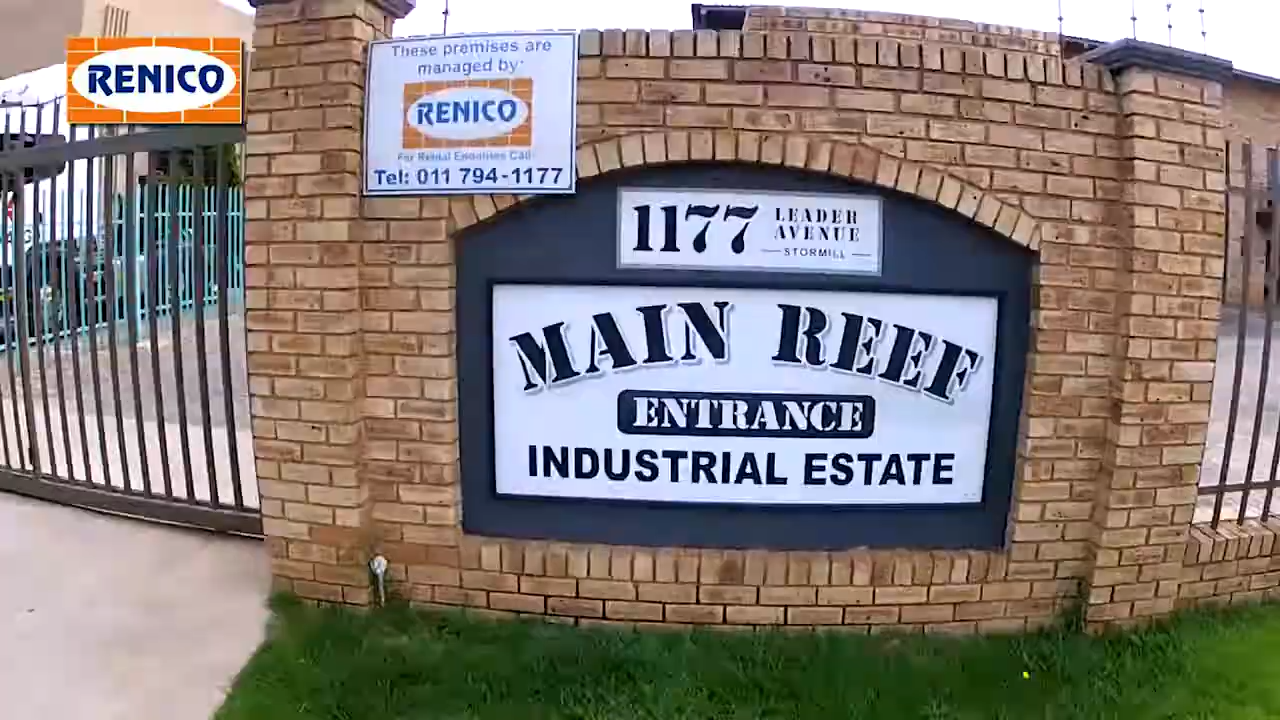 RENICO
These premises are
managed by:
RENICO
For Rental Enquiries Call:
Tel: 011 794-1177
1177 LEADER
AVENUE
STORMILL
MAIN REEF
ENTRANCE
INDUSTRIAL ESTATE